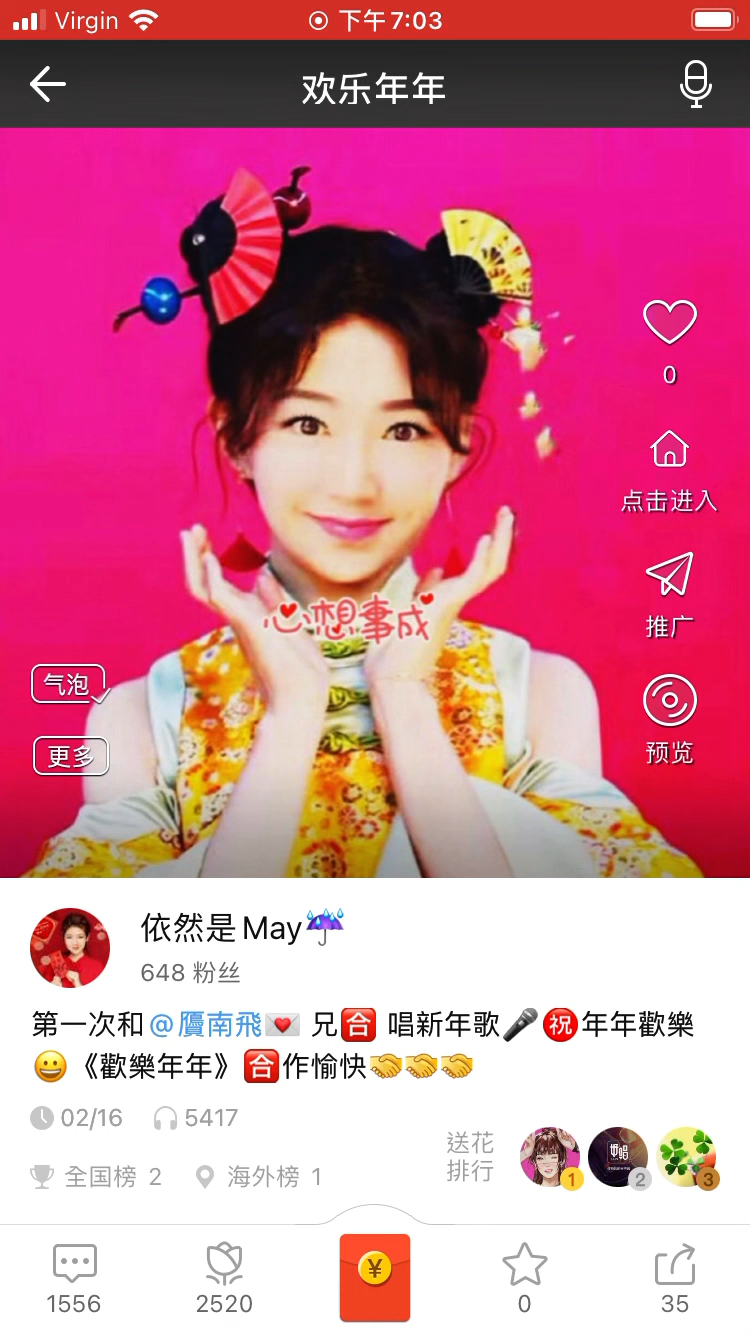 Virgin 下午7:03
欢乐年年
0
点击进入
心想事成
推广
气泡
更多
预览
依然是May☔
648 粉丝
第一次和@鷹南飛💌 兄🈴 唱新年歌🎤㊗️年年歡樂
😀《歡樂年年》🈴作愉快🤝🤝🤝
02/16 5417
送花
排行
全国榜 2 海外榜 1
1 2 3
¥
1556 2520 0 35